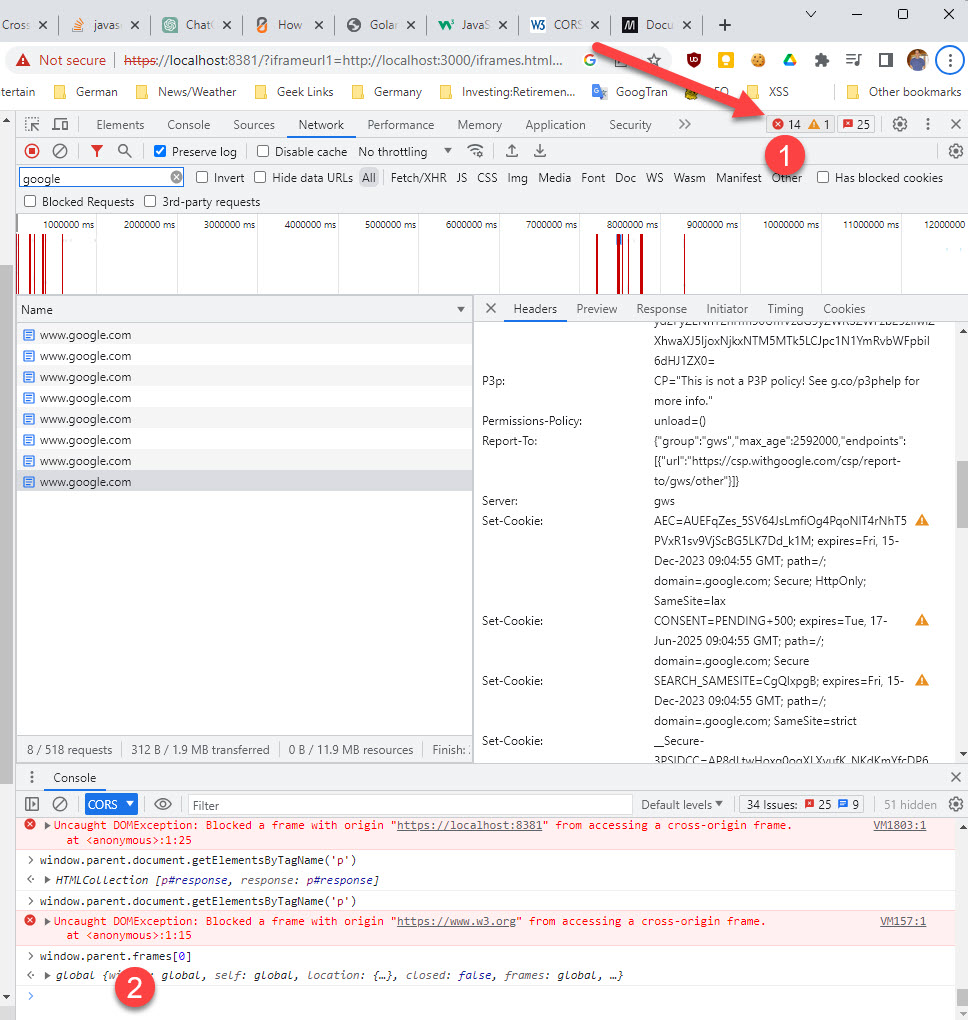 Cross
javas
ChatG
How
Golan
JavaS
CORS
Docu
Not secure
https://localhost:8381/?iframeurl1=http://localhost:3000/iframes.html...
tertain
German
News/Weather
Geek Links
Germany
Investing:Retiremen...
GoogTran
XSS
Other bookmarks
Elements Console Sources Network Performance Memory Application Security
14 1 25
1
Preserve log Disable cache No throttling
google
Invert Hide data URLs All Fetch/XHR JS CSS Img Media Font Doc WS Wasm Manifest Other Has blocked cookies
Blocked Requests 3rd-party requests
1000000 ms 2000000 ms 3000000 ms 4000000 ms 5000000 ms 6000000 ms 7000000 ms 8000000 ms 9000000 ms 10000000 ms 11000000 ms 12000000
Name
www.google.com
www.google.com
www.google.com
www.google.com
www.google.com
www.google.com
www.google.com
www.google.com
8 / 518 requests 312 B / 1.9 MB transferred 0 B / 11.9 MB resources Finish:
Headers Preview Response Initiator Timing Cookies
XhwaXJ5IjoxNjkxNTM5MTk5LCJpc1N1YmRvbWFpbiI
6dHJ1ZX0=
P3p: CP="This is not a P3P policy! See g.co/p3phelp for
more info."
Permissions-Policy: unload=()
Report-To: {"group":"gws","max_age":2592000,"endpoints":
[{"url":"https://csp.withgoogle.com/csp/report-
to/gws/other"}]}
Server: gws
Set-Cookie: AEC=AUEFqZes_5SV64JsLmfiOg4PqoNIT4rNhT5
PVxR1sv9VjScBG5LK7Dd_k1M; expires=Fri, 15-
Dec-2023 09:04:55 GMT; path=/;
domain=.google.com; Secure; HttpOnly;
SameSite=lax
Set-Cookie: CONSENT=PENDING+500; expires=Tue, 17-
Jun-2025 09:04:55 GMT; path=/;
domain=.google.com; Secure
Set-Cookie: SEARCH_SAMESITE=CgQIxpgB; expires=Fri, 15-
Dec-2023 09:04:55 GMT; path=/;
domain=.google.com; SameSite=strict
Set-Cookie: __Secure-
Console
CORS Filter Default levels 34 Issues: 25 9 51 hidden
Uncaught DOMException: Blocked a frame with origin "https://localhost:8381" from accessing a cross-origin frame. VM1803:1
at <anonymous>:1:25
window.parent.document.getElementsByTagName('p')
HTMLCollection [p#response, response: p#response]
window.parent.document.getElementsByTagName('p')
Uncaught DOMException: Blocked a frame with origin "https://www.w3.org" from accessing a cross-origin frame. VM157:1
at <anonymous>:1:15
window.parent.frames[0]
global global, self: global, location: {…}, closed: false, frames: global, …}
2